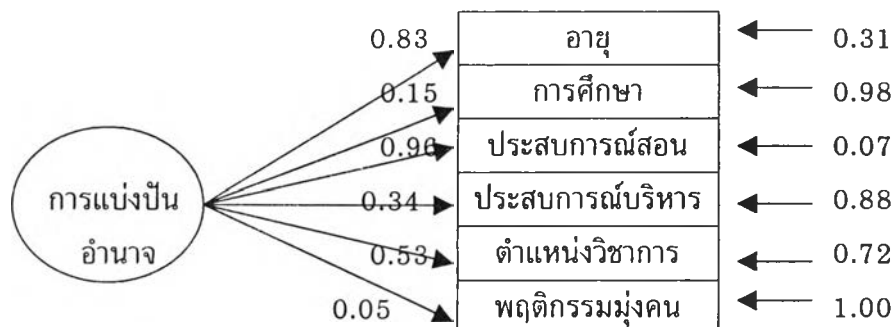 0.83 อายุ 0.31
0.15 การศึกษา 0.98
0.96 ประสบการณ์สอน 0.07
การแบ่งปัน 0.34 ประสบการณ์บริหาร 0.88
อำนาจ 0.53 ตำแหน่งวิชาการ 0.72
0.05 พฤติกรรมมุ่งคน 1.00